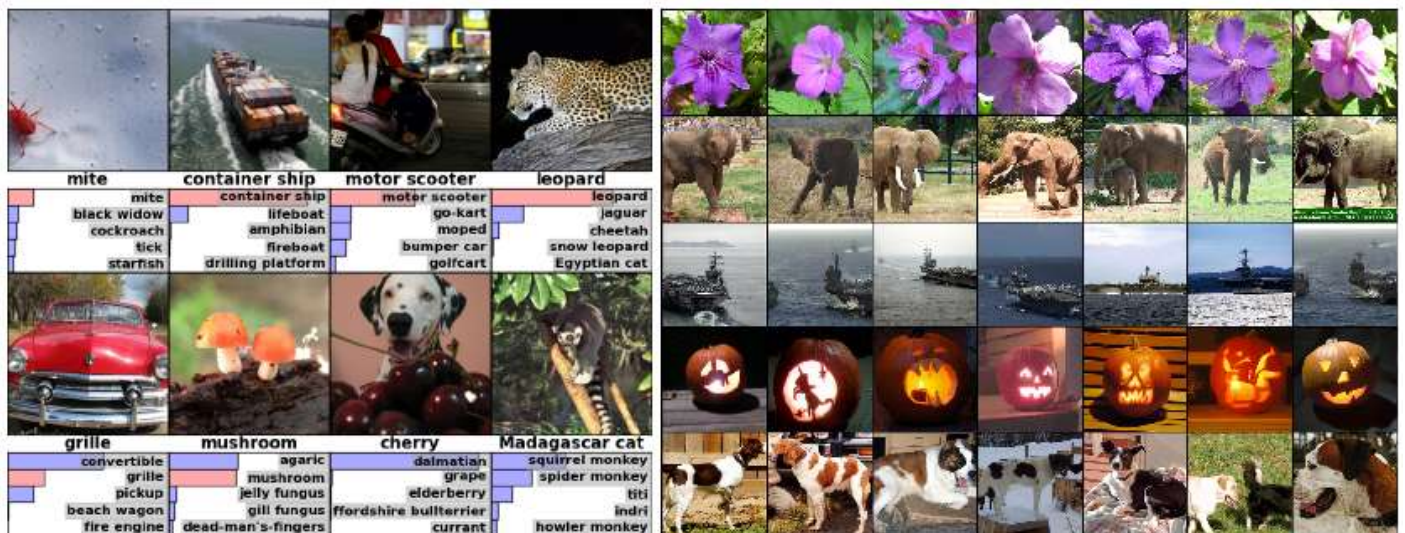 mite container ship motor scooter leopard
mite container ship motor scooter leopard
black widow lifeboat go-kart jaguar
cockroach amphibian moped cheetah
tick fireboat bumper car snow leopard
starfish drilling platform golfcart Egyptian cat
grille mushroom cherry Madagascar cat
convertible agaric dalmatian squirrel monkey
grille mushroom grape spider monkey
pickup jelly fungus elderberry titi
beach wagon gill fungus ffordshire bullterrier indri
fire engine dead-man's-fingers currant howler monkey